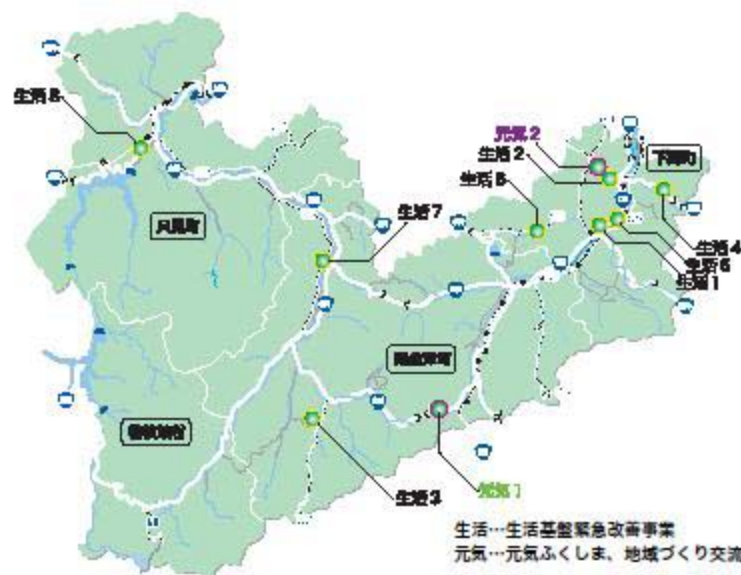 生活8
元気2
生活2
下郷町
生活6
只見町
生活7
生活4
生活5
生活1
南会津町
檜枝岐村
生活3
元気1
生活…生活基盤緊急改善事業
元気…元気ふくしま、地域づくり交流